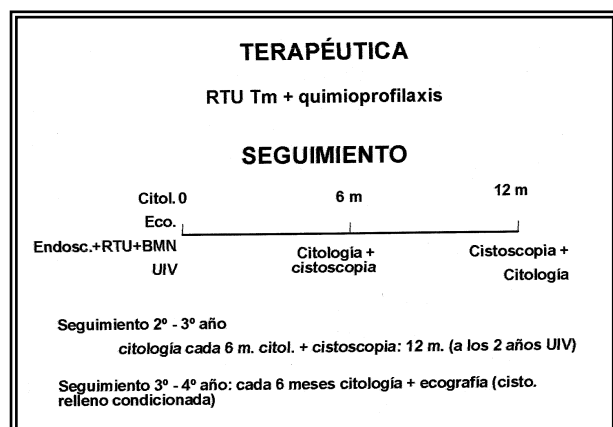 TERAPÉUTICA
RTU Tm + quimioprofilaxis
SEGUIMIENTO
Citol. 0 6 m 12 m
Eco.
Endosc.+RTU+BMN
UIV
Citología +
cistoscopia
Cistoscopia +
Citología
Seguimiento 2º - 3º año
citología cada 6 m. citol. + cistoscopia: 12 m. (a los 2 años UIV)
Seguimiento 3º - 4º año: cada 6 meses citología + ecografía (cisto.
relleno condicionada)